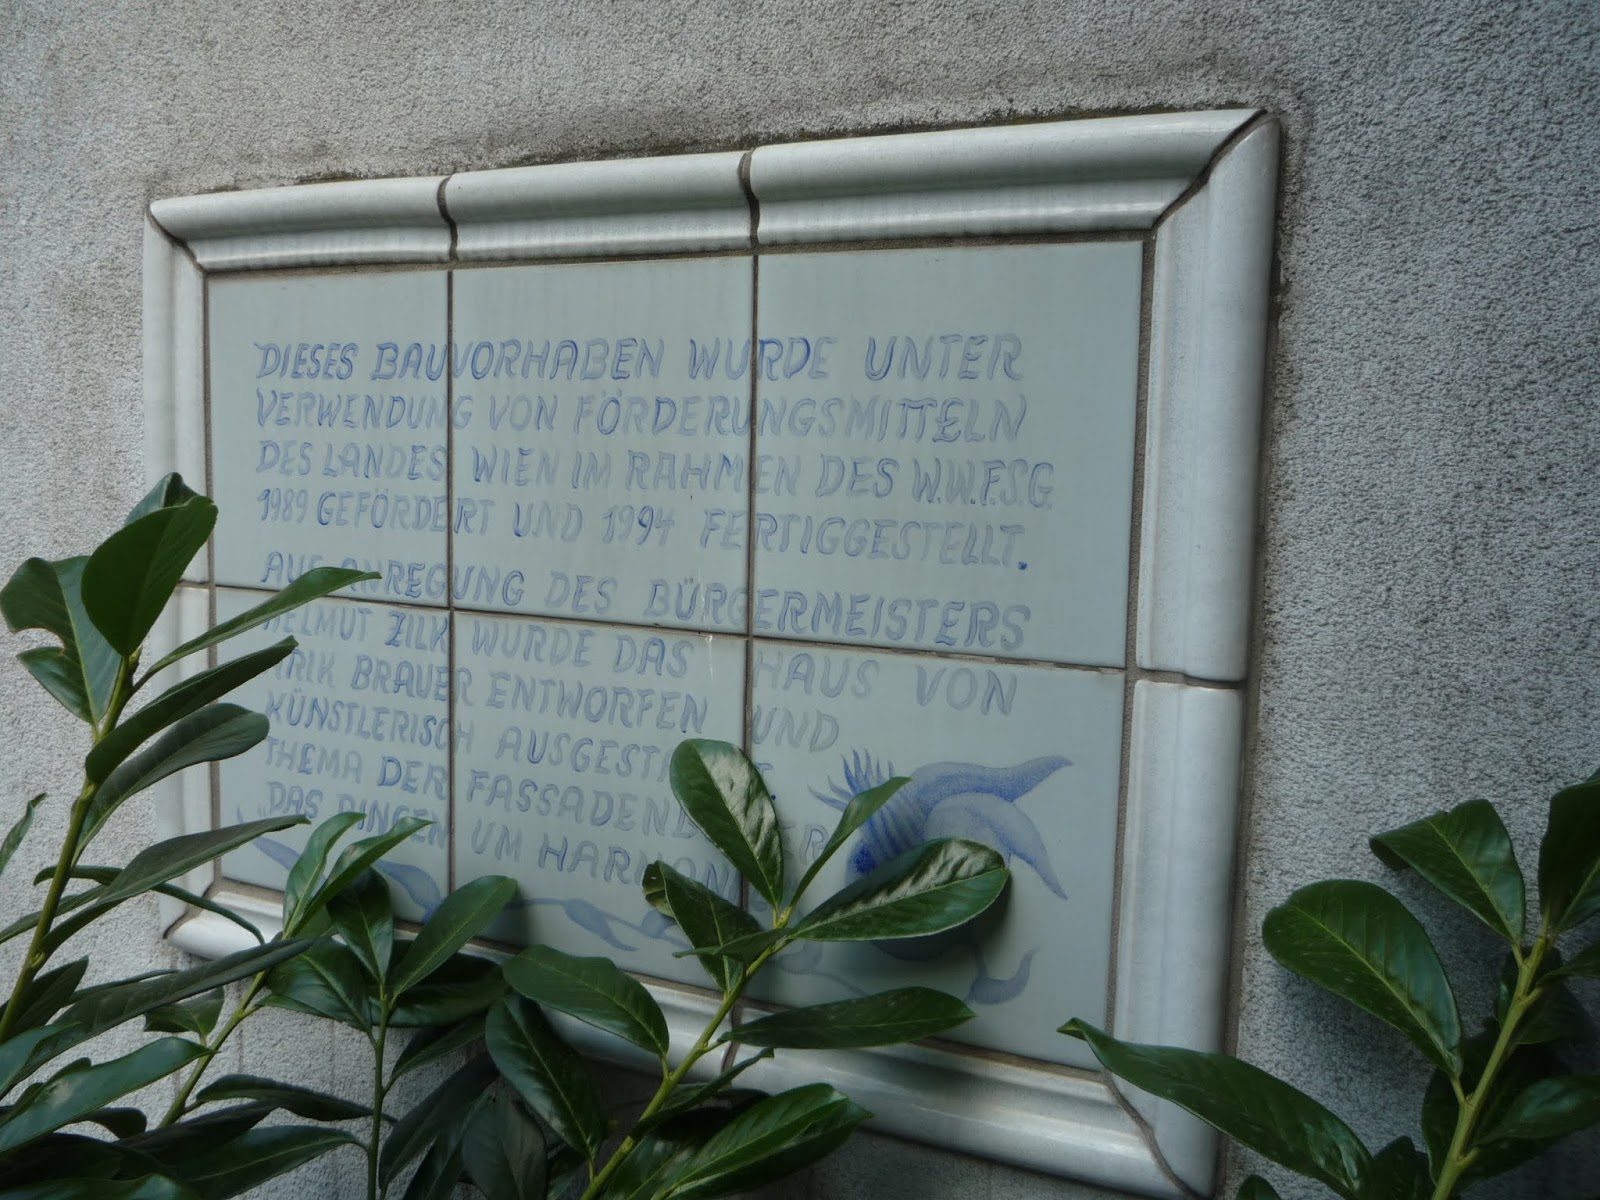 DIESES BAUVORHABEN WURDE UNTER
VERWENDUNG VON FÖRDERUNGSMITTELN
DES LANDES WIEN IM RAHMEN DES W.W.F.S.G.
1989 GEFÖRDERT UND 1994 FERTIGGESTELLT.
AUF ANREGUNG DES BÜRGERMEISTERS
HELMUT ZILK WURDE DAS HAUS VON
ARIK BRAUER ENTWORFEN UND
KÜNSTLERISCH AUSGESTALTET.
THEMA DER FASSADENBILDER
DAS RINGEN UM HARMONIE